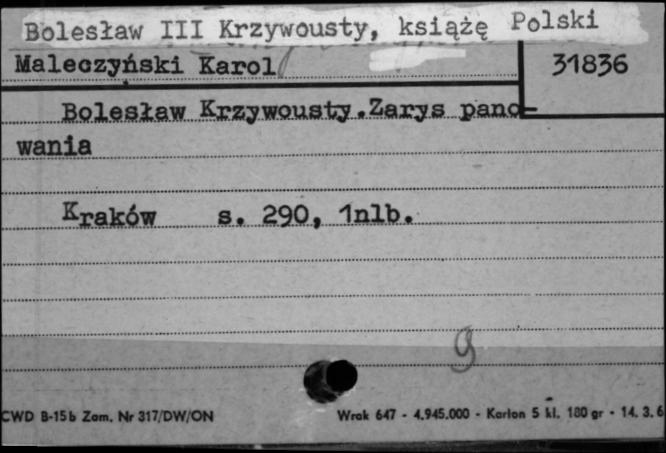 Bolesław III Krzywousty, książę Polski
Maleczyński Karol
31836
Bolesław Krzywousty.Zarys pano-
wania
Kraków s. 290, 1nlb.
9
CWD B-15b Zam. Nr 317/DW/ON
Wrak 647 - 4.945.000 - Karton 5 kl. 180 gr - 14. 3. 6